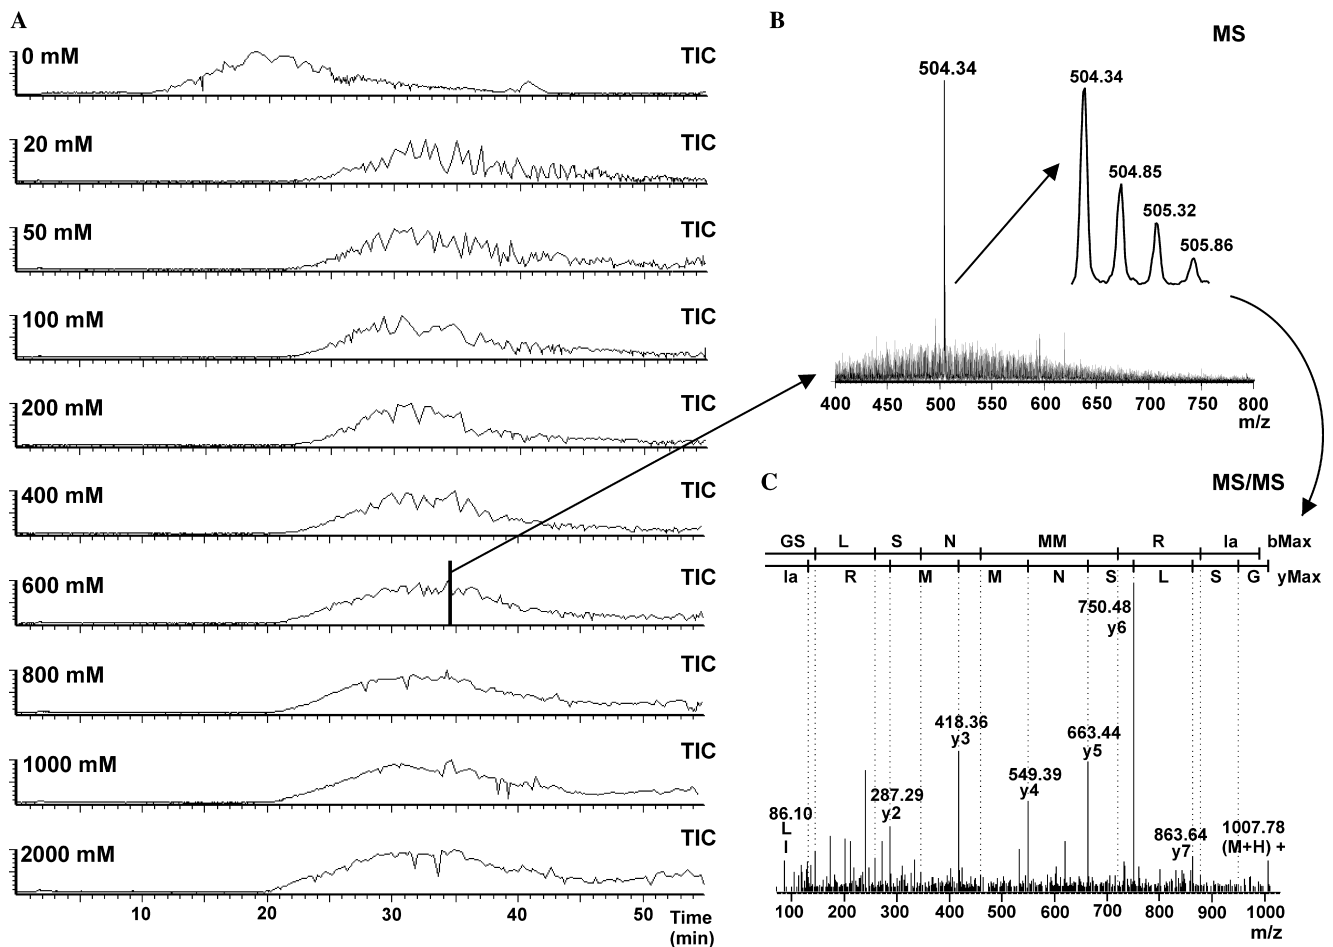 A
0 mM TIC
20 mM TIC
50 mM TIC
100 mM TIC
200 mM TIC
400 mM TIC
600 mM TIC
800 mM TIC
1000 mM TIC
2000 mM TIC
10 20 30 40 50 Time
(min)
B
MS
504.34
504.34
504.85
505.32
505.86
400 450 500 550 600 650 700 750 800
m/z
C
MS/MS
GS L S N MM R Ia bMax
Ia R M M N S L S G yMax
750.48
y6
418.36
y3
663.44
y5
549.39
y4
287.29
y2
86.10
L
I
863.64
y7
1007.78
(M+H) +
100 200 300 400 500 600 700 800 900 1000
m/z